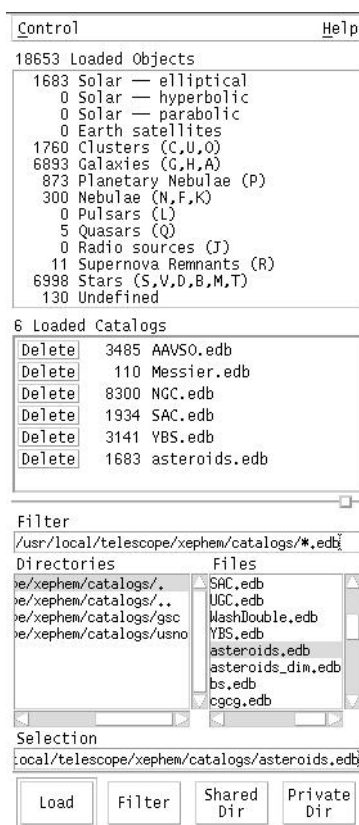 Control Help
18653 Loaded Objects
1683 Solar — elliptical
0 Solar — hyperbolic
0 Solar — parabolic
0 Earth satellites
1760 Clusters (C,U,O)
6893 Galaxies (G,H,A)
873 Planetary Nebulae (P)
300 Nebulae (N,F,K)
0 Pulsars (L)
5 Quasars (Q)
0 Radio sources (J)
11 Supernova Remnants (R)
6998 Stars (S,V,D,B,M,T)
130 Undefined
6 Loaded Catalogs
Delete 3485 AAVSO.edb
Delete 110 Messier.edb
Delete 8300 NGC.edb
Delete 1934 SAC.edb
Delete 3141 YBS.edb
Delete 1683 asteroids.edb
Filter
/usr/local/telescope/xephem/catalogs/*.edb
Directories Files
pe/xephem/catalogs/. SAC.edb
pe/xephem/catalogs/.. UGC.edb
pe/xephem/catalogs/gsc WashDouble.edb
pe/xephem/catalogs/usno YBS.edb
asteroids.edb
asteroids_dim.edb
bs.edb
cgcg.edb
Selection
local/telescope/xephem/catalogs/asteroids.edb
Load Filter Shared Dir Private Dir